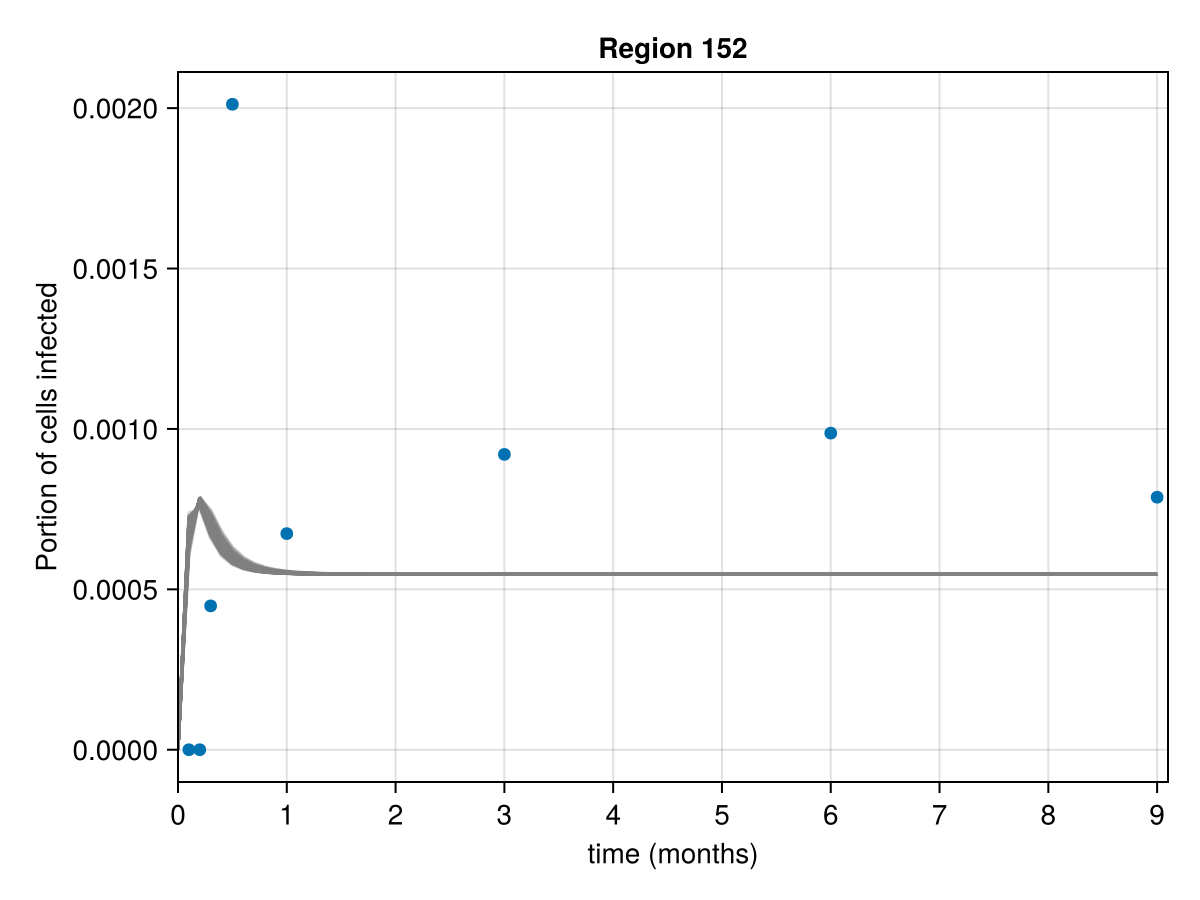 Region 152
Portion of cells infected
0.0020
0.0015
0.0010
0.0005
0.0000
0 1 2 3 4 5 6 7 8 9
time (months)